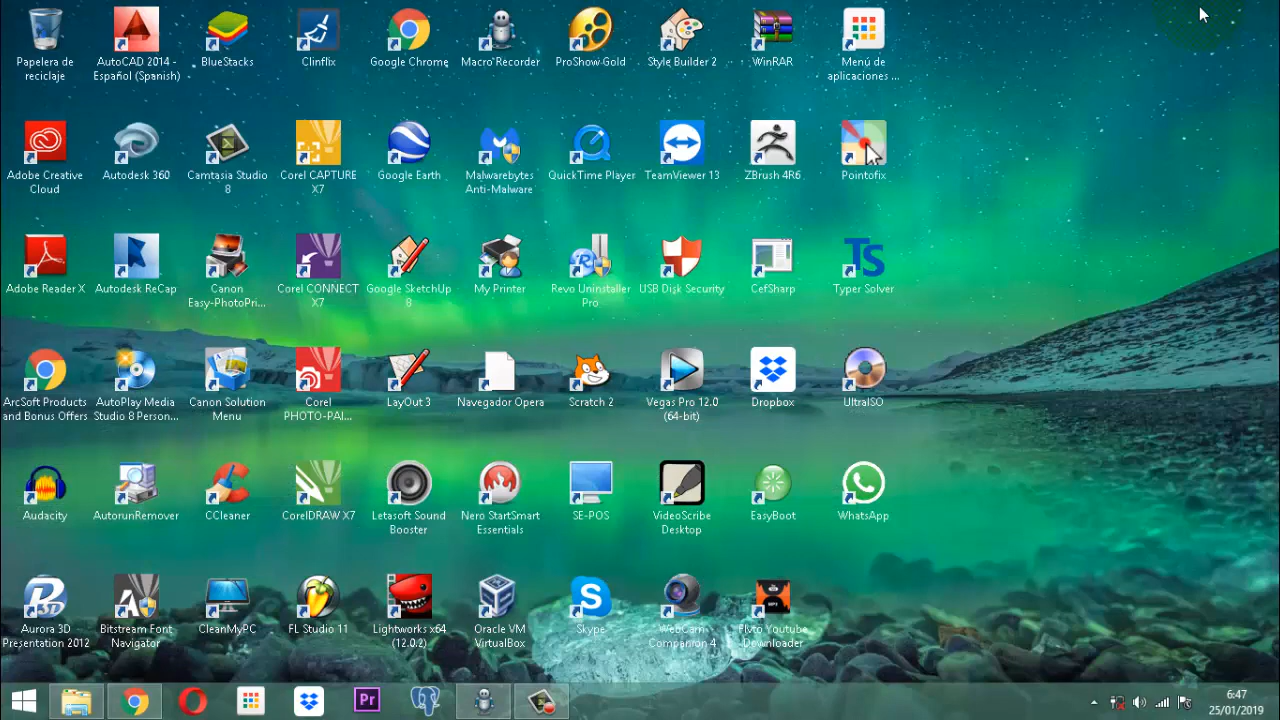 Papelera de
reciclaje
AutoCAD 2014 -
Español (Spanish)
BlueStacks
Clinflix
Google Chrome
Macro Recorder
ProShow Gold
Style Builder 2
WinRAR
Menú de
aplicaciones ...
Adobe Creative
Cloud
Autodesk 360
Camtasia Studio
8
Corel CAPTURE
X7
Google Earth
Malwarebytes
Anti-Malware
QuickTime Player
TeamViewer 13
ZBrush 4R6
Pointofix
Adobe Reader X
Autodesk ReCap
Canon
Easy-PhotoPri...
Corel CONNECT
X7
Google SketchUp
8
My Printer
Revo Uninstaller
Pro
USB Disk Security
CefSharp
TS
Typer Solver
ArcSoft Products
and Bonus Offers
AutoPlay Media
Studio 8 Person...
Canon Solution
Menu
Corel
PHOTO-PAI...
LayOut 3
Navegador Opera
Scratch 2
Vegas Pro 12.0
(64-bit)
Dropbox
UltraISO
Audacity
AutorunRemover
CCleaner
CorelDRAW X7
Letasoft Sound
Booster
Nero StartSmart
Essentials
SE-POS
VideoScribe
Desktop
EasyBoot
WhatsApp
Aurora 3D
Presentation 2012
Bitstream Font
Navigator
CleanMyPC
FL Studio 11
Lightworks x64
(12.0.2)
Oracle VM
VirtualBox
Skype
WebCam
Companion 4
Flvto Youtube
Downloader
Pr
6:47
25/01/2019